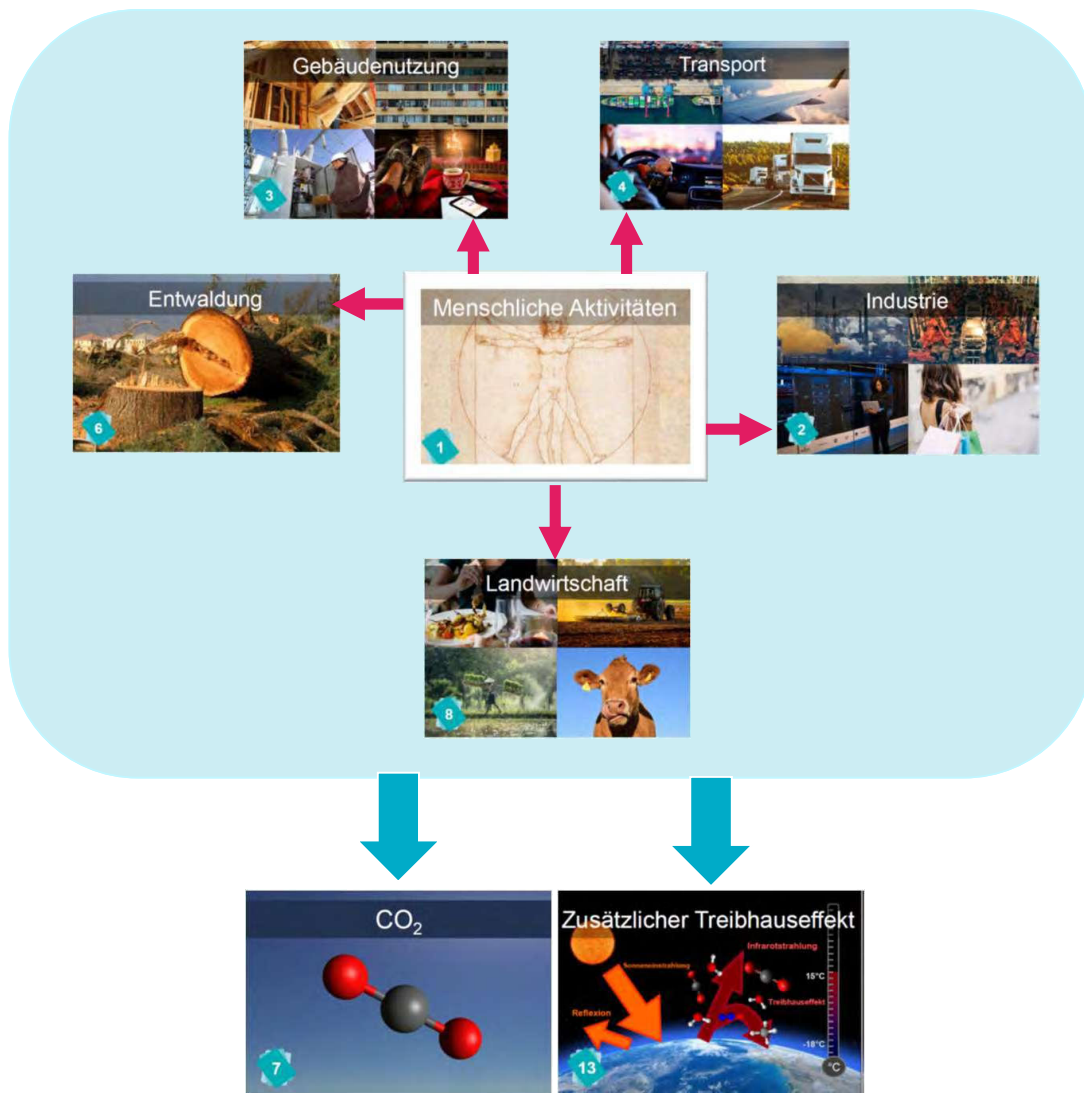 Gebäudenutzung
3
Transport
4
Entwaldung
6
Menschliche Aktivitäten
1
Industrie
2
Landwirtschaft
8
CO₂
7
Zusätzlicher Treibhauseffekt
Infrarotstrahlung
Sonneneinstrahlung
15°C
Treibhauseffekt
Reflexion
-18°C
°C
13